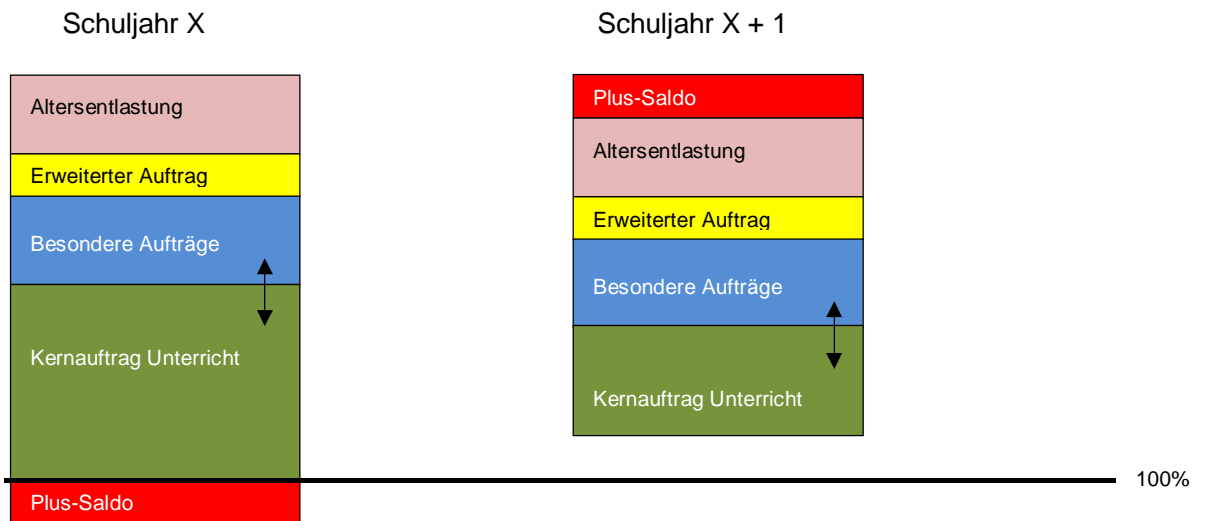 Schuljahr X
Schuljahr X + 1
Altersentlastung
Erweiterter Auftrag
Besondere Aufträge
Kernauftrag Unterricht
Plus-Saldo
Plus-Saldo
Altersentlastung
Erweiterter Auftrag
Besondere Aufträge
Kernauftrag Unterricht
100%